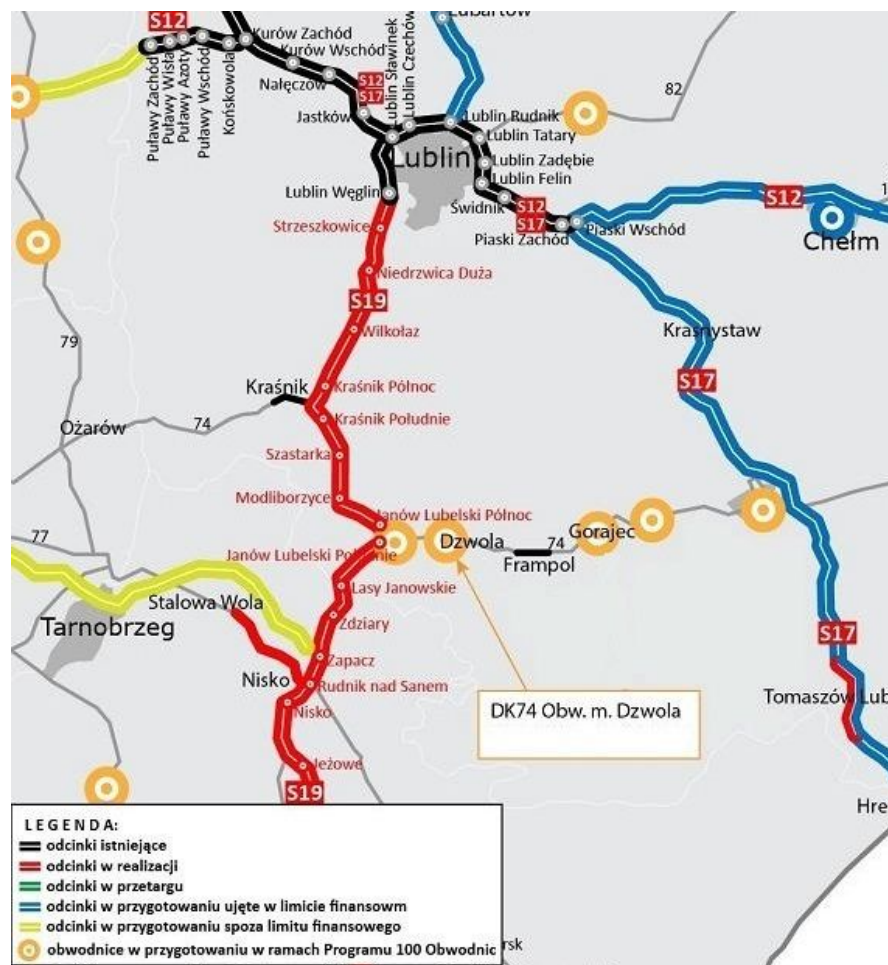 S12
Lubartów
Kurów Zachód
Kurów Wschód
Puławy Zachód
Puławy Wisła
Puławy Azoty
Puławy Wschód
Końskowola
Nałęczów
S12
S17
Lublin Sławinek
Lublin Czechów
82
Jastków
Lublin Rudnik
Lublin Tatary
Lublin
Lublin Zadębie
Lublin Felin
Lublin Węglin
Świdnik
S12
S17
S12
Strzeszkowice
Piaski Zachód
Piaski Wschód
Chełm
Niedrzwica Duża
S19
Wilkołaz
Krasnystaw
79
S17
Kraśnik
Kraśnik Północ
Ożarów
74
Kraśnik Południe
Szastarka
Modliborzyce
Janów Lubelski Północ
77
Dzwola
74
Gorajec
Janów Lubelski Południe
Frampol
Lasy Janowskie
Stalowa Wola
Zdziary
Tarnobrzeg
S17
Zapacz
Nisko
Rudnik nad Sanem
Tomaszów Lub
Nisko
DK74 Obw. m. Dzwola
Jeżowe
S19
Hre
LEGENDA:
odcinki istniejące
odcinki w realizacji
odcinki w przetargu
odcinki w przygotowaniu ujęte w limicie finansowm
odcinki w przygotowaniu spoza limitu finansowego
obwodnice w przygotowaniu w ramach Programu 100 Obwodnic
rsk